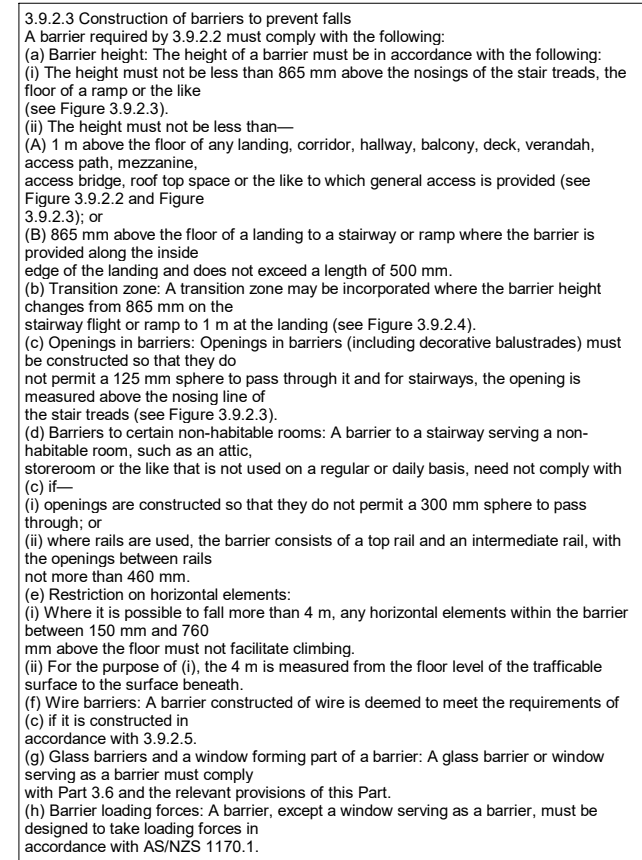 3.9.2.3 Construction of barriers to prevent falls
A barrier required by 3.9.2.2 must comply with the following:
(a) Barrier height: The height of a barrier must be in accordance with the following:
(i) The height must not be less than 865 mm above the nosings of the stair treads, the
floor of a ramp or the like
(see Figure 3.9.2.3).
(ii) The height must not be less than—
(A) 1 m above the floor of any landing, corridor, hallway, balcony, deck, verandah,
access path, mezzanine,
access bridge, roof top space or the like to which general access is provided (see
Figure 3.9.2.2 and Figure
3.9.2.3); or
(B) 865 mm above the floor of a landing to a stairway or ramp where the barrier is
provided along the inside
edge of the landing and does not exceed a length of 500 mm.
(b) Transition zone: A transition zone may be incorporated where the barrier height
changes from 865 mm on the
stairway flight or ramp to 1 m at the landing (see Figure 3.9.2.4).
(c) Openings in barriers: Openings in barriers (including decorative balustrades) must
be constructed so that they do
not permit a 125 mm sphere to pass through it and for stairways, the opening is
measured above the nosing line of
the stair treads (see Figure 3.9.2.3).
(d) Barriers to certain non-habitable rooms: A barrier to a stairway serving a non-
habitable room, such as an attic,
storeroom or the like that is not used on a regular or daily basis, need not comply with
(c) if—
(i) openings are constructed so that they do not permit a 300 mm sphere to pass
through; or
(ii) where rails are used, the barrier consists of a top rail and an intermediate rail, with
the openings between rails
not more than 460 mm.
(e) Restriction on horizontal elements:
(i) Where it is possible to fall more than 4 m, any horizontal elements within the barrier
between 150 mm and 760
mm above the floor must not facilitate climbing.
(ii) For the purpose of (i), the 4 m is measured from the floor level of the trafficable
surface to the surface beneath.
(f) Wire barriers: A barrier constructed of wire is deemed to meet the requirements of
(c) if it is constructed in
accordance with 3.9.2.5.
(g) Glass barriers and a window forming part of a barrier: A glass barrier or window
serving as a barrier must comply
with Part 3.6 and the relevant provisions of this Part.
(h) Barrier loading forces: A barrier, except a window serving as a barrier, must be
designed to take loading forces in
accordance with AS/NZS 1170.1.